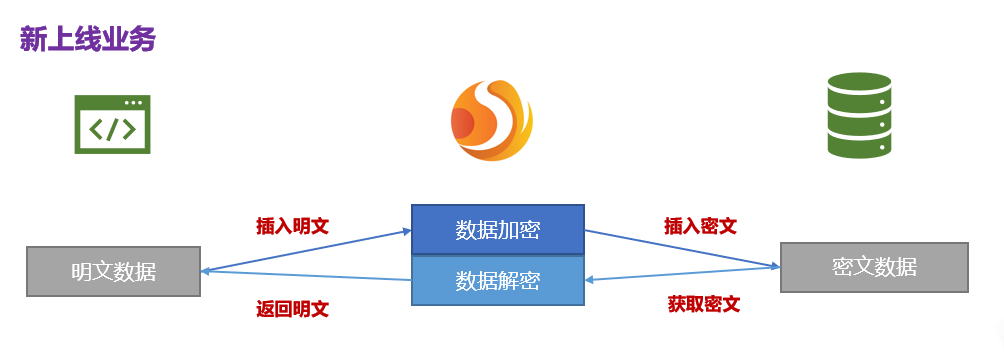 新上线业务
</>
插入明文
数据加密
插入密文
明文数据
密文数据
数据解密
返回明文
获取密文